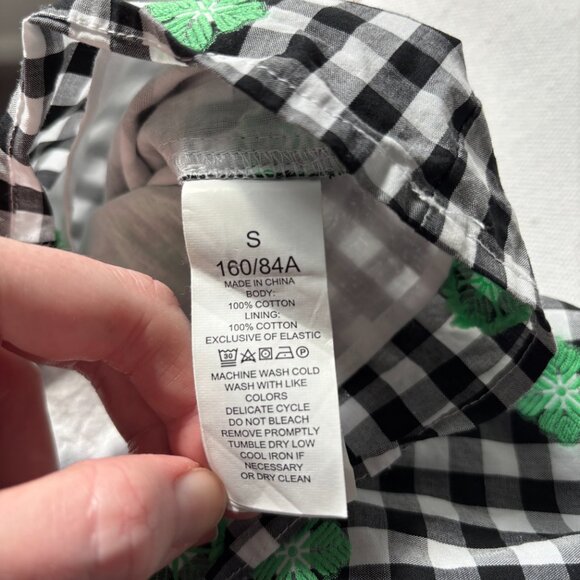 S
160/84A
MADE IN CHINA
BODY:
100% COTTON
LINING:
100% COTTON
EXCLUSIVE OF ELASTIC
30 P
MACHINE WASH COLD
WASH WITH LIKE
COLORS
DELICATE CYCLE
DO NOT BLEACH
REMOVE PROMPTLY
TUMBLE DRY LOW
COOL IRON IF
NECESSARY
OR DRY CLEAN